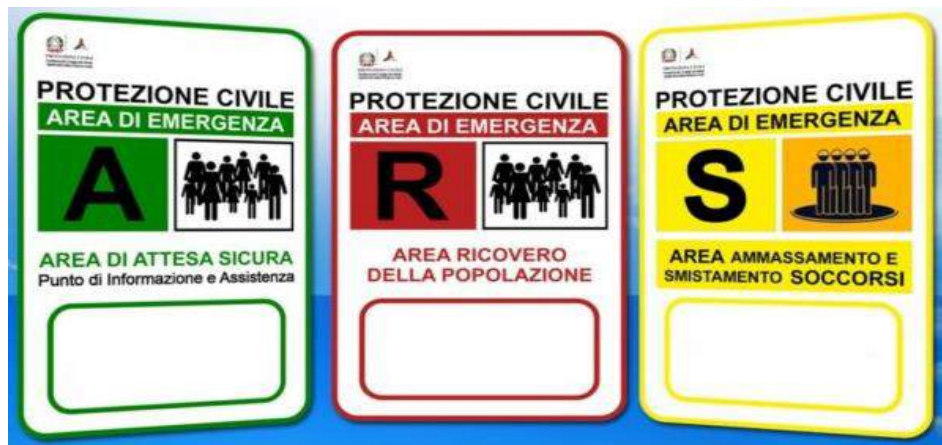 PROTEZIONE CIVILE
AREA DI EMERGENZA
A
AREA DI ATTESA SICURA
Punto di Informazione e Assistenza
PROTEZIONE CIVILE
AREA DI EMERGENZA
R
AREA RICOVERO
DELLA POPOLAZIONE
PROTEZIONE CIVILE
AREA DI EMERGENZA
S
AREA AMMASSAMENTO E
SMISTAMENTO SOCCORSI